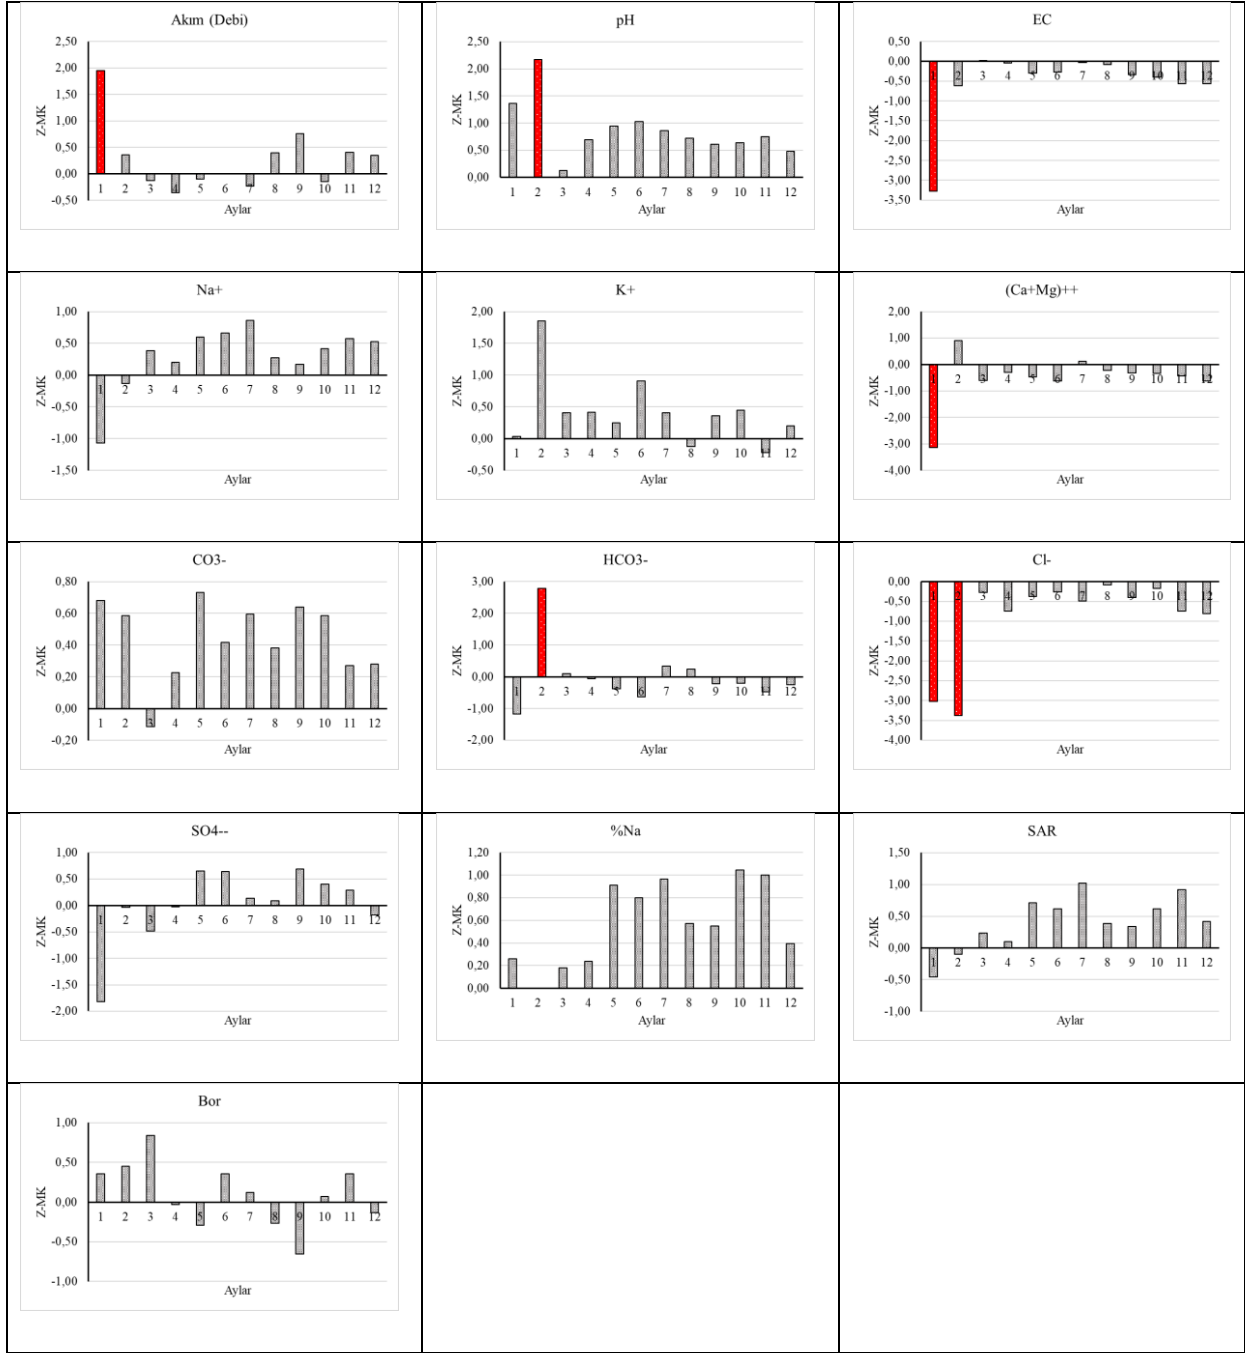 Akım (Debi)
2,50
2,00
1,50
1,00
0,50
0,00
-0,50
Z-MK
1 2 3 4 5 6 7 8 9 10 11 12
Aylar
pH
2,50
2,00
1,50
1,00
0,50
0,00
Z-MK
1 2 3 4 5 6 7 8 9 10 11 12
Aylar
EC
0,50
0,00
-0,50
-1,00
-1,50
-2,00
-2,50
-3,00
-3,50
Z-MK
1 2 3 4 5 6 7 8 9 10 11 12
Aylar
Na+
1,00
0,50
0,00
-0,50
-1,00
-1,50
Z-MK
1 2 3 4 5 6 7 8 9 10 11 12
Aylar
K+
2,00
1,50
1,00
0,50
0,00
-0,50
Z-MK
1 2 3 4 5 6 7 8 9 10 11 12
Aylar
(Ca+Mg)++
2,00
1,00
0,00
-1,00
-2,00
-3,00
-4,00
Z-MK
1 2 3 4 5 6 7 8 9 10 11 12
Aylar
CO3-
0,80
0,60
0,40
0,20
0,00
-0,20
Z-MK
1 2 3 4 5 6 7 8 9 10 11 12
Aylar
HCO3-
3,00
2,00
1,00
0,00
-1,00
-2,00
Z-MK
1 2 3 4 5 6 7 8 9 10 11 12
Aylar
Cl-
0,00
-0,50
-1,00
-1,50
-2,00
-2,50
-3,00
-3,50
-4,00
Z-MK
1 2 3 4 5 6 7 8 9 10 11 12
Aylar
SO4--
1,00
0,50
0,00
-0,50
-1,00
-1,50
-2,00
Z-MK
1 2 3 4 5 6 7 8 9 10 11 12
Aylar
%Na
1,20
1,00
0,80
0,60
0,40
0,20
0,00
Z-MK
1 2 3 4 5 6 7 8 9 10 11 12
Aylar
SAR
1,50
1,00
0,50
0,00
-0,50
-1,00
Z-MK
1 2 3 4 5 6 7 8 9 10 11 12
Aylar
Bor
1,00
0,50
0,00
-0,50
-1,00
Z-MK
1 2 3 4 5 6 7 8 9 10 11 12
Aylar